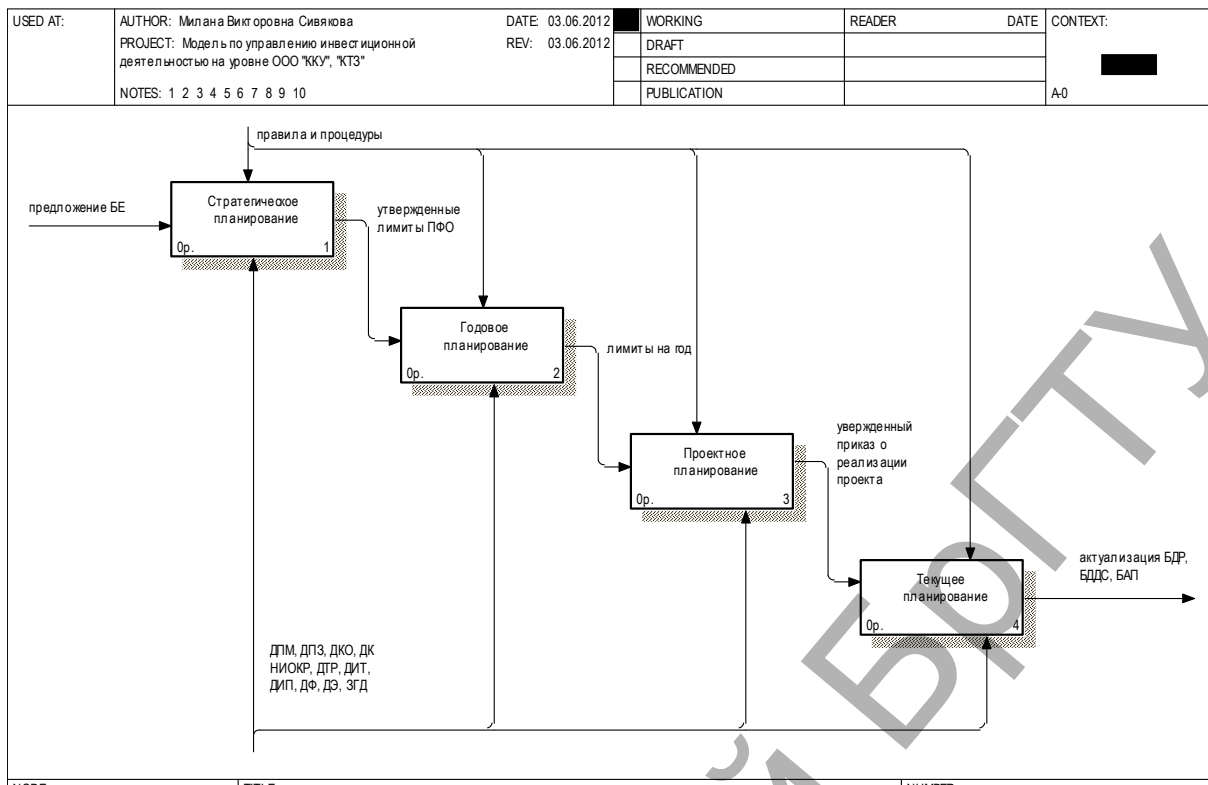 USED AT:
AUTHOR: Милана Викторовна Сивякова
DATE: 03.06.2012
WORKING
READER
DATE
CONTEXT:
PROJECT: Модель по управлению инвестиционной
REV: 03.06.2012
DRAFT
деятельностью на уровне ООО "ККУ", "КТЗ"
RECOMMENDED
NOTES: 1 2 3 4 5 6 7 8 9 10
PUBLICATION
A-0
правила и процедуры
предложение БЕ
Стратегическое
планирование
0р. 1
утвержденные
лимиты ПФО
Годовое
планирование
0р. 2
лимиты на год
Проектное
планирование
0р. 3
увержденный
приказ о
реализации
проекта
Текущее
планирование
0р. 4
актуализация БДР,
БДДС, БАП
ДПМ, ДПЗ, ДКО, ДК
НИОКР, ДТР, ДИТ,
ДИП, ДФ, ДЭ, ЗГД
й БрГТУ